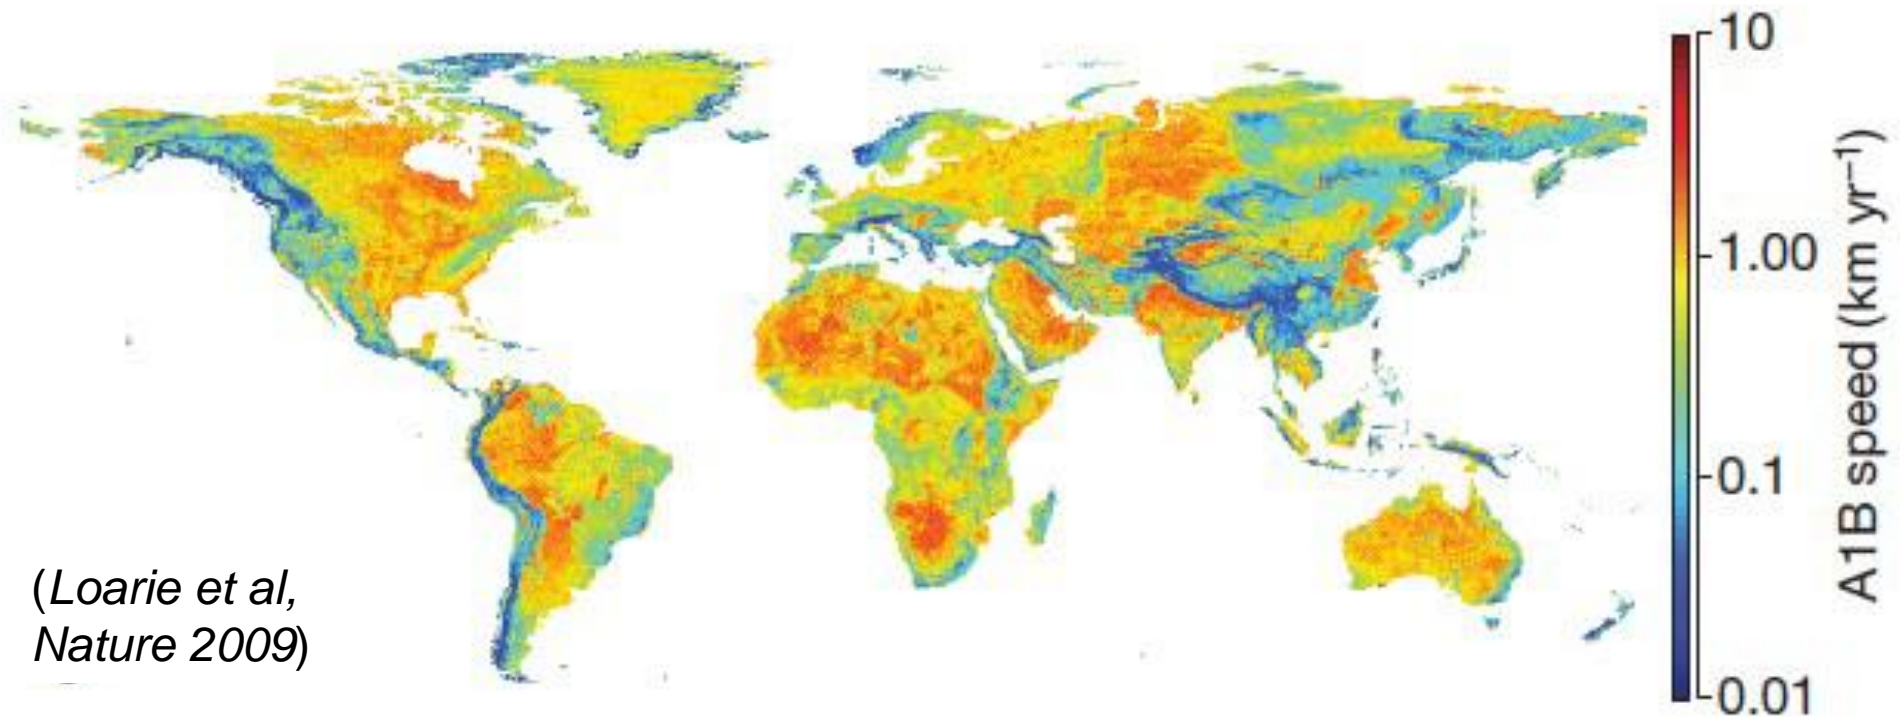 (Loarie et al,
Nature 2009)
10
1.00
0.1
0.01
A1B speed (km yr⁻¹)